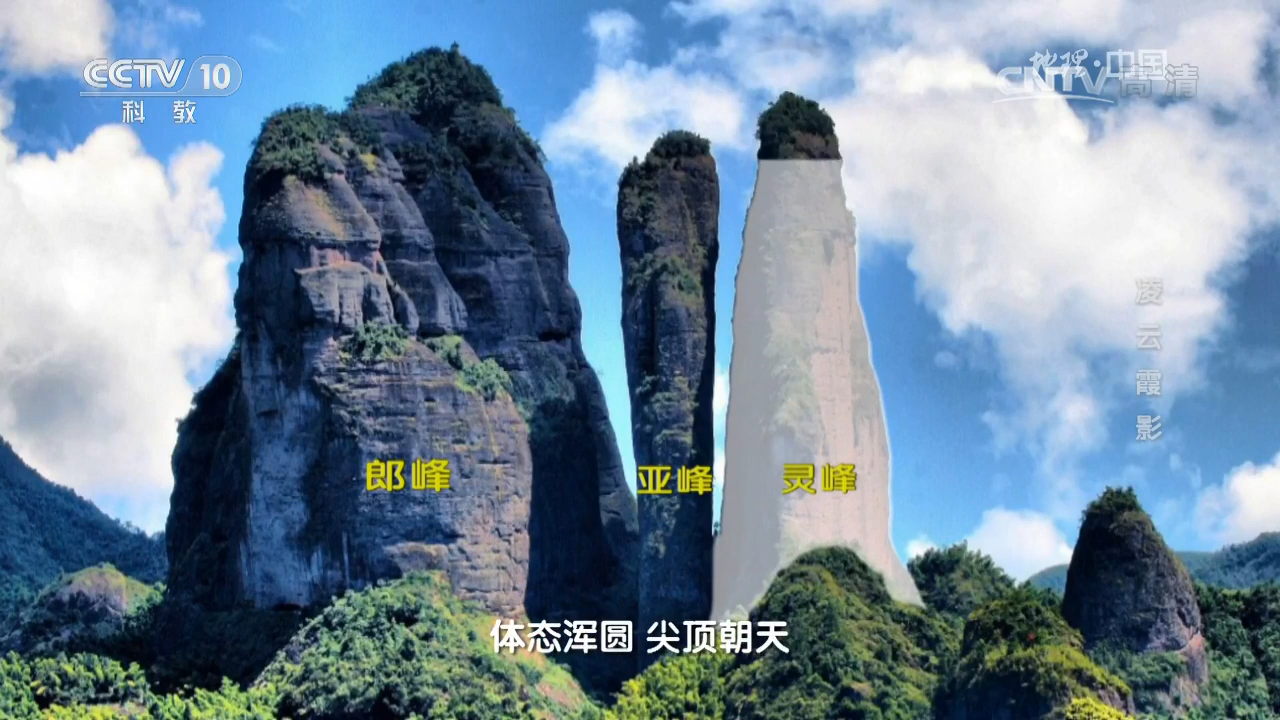 CCTV 10
科 教
地理·中国
CNTV高清
凌云霞影
郎峰
亚峰
灵峰
体态浑圆 尖顶朝天